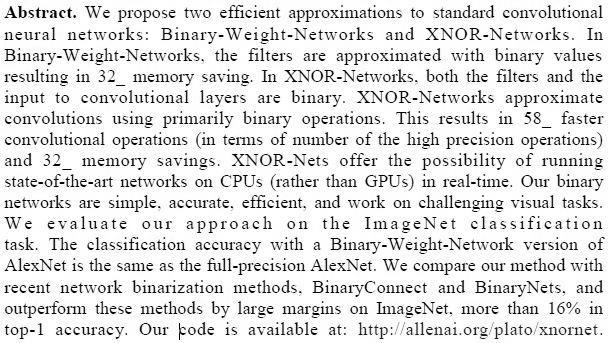 Abstract. We propose two efficient approximations to standard convolutional
neural networks: Binary-Weight-Networks and XNOR-Networks. In
Binary-Weight-Networks, the filters are approximated with binary values
resulting in 32_ memory saving. In XNOR-Networks, both the filters and the
input to convolutional layers are binary. XNOR-Networks approximate
convolutions using primarily binary operations. This results in 58_ faster
convolutional operations (in terms of number of the high precision operations)
and 32_ memory savings. XNOR-Nets offer the possibility of running
state-of-the-art networks on CPUs (rather than GPUs) in real-time. Our binary
networks are simple, accurate, efficient, and work on challenging visual tasks.
We evaluate our approach on the ImageNet classification
task. The classification accuracy with a Binary-Weight-Network version of
AlexNet is the same as the full-precision AlexNet. We compare our method with
recent network binarization methods, BinaryConnect and BinaryNets, and
outperform these methods by large margins on ImageNet, more than 16% in
top-1 accuracy. Our code is available at: http://allenai.org/plato/xnornet.